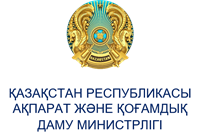 ҚАЗАҚСТАН РЕСПУБЛИКАСЫ
АҚПАРАТ ЖӘНЕ ҚОҒАМДЫҚ
ДАМУ МИНИСТРЛІГІ